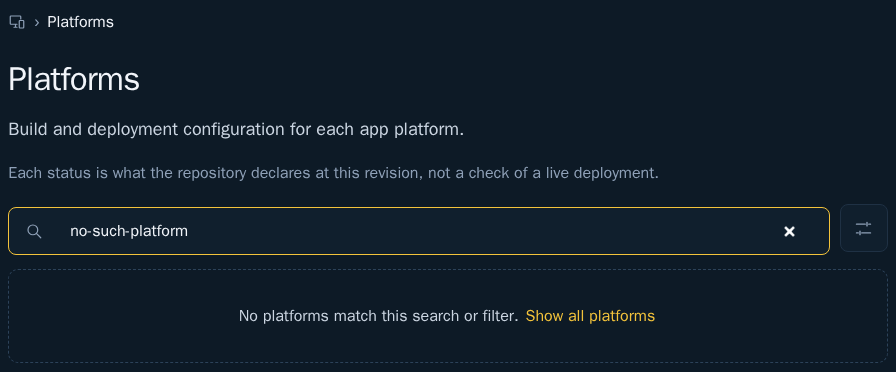 › Platforms
Platforms
Build and deployment configuration for each app platform.
Each status is what the repository declares at this revision, not a check of a live deployment.
no-such-platform
No platforms match this search or filter. Show all platforms